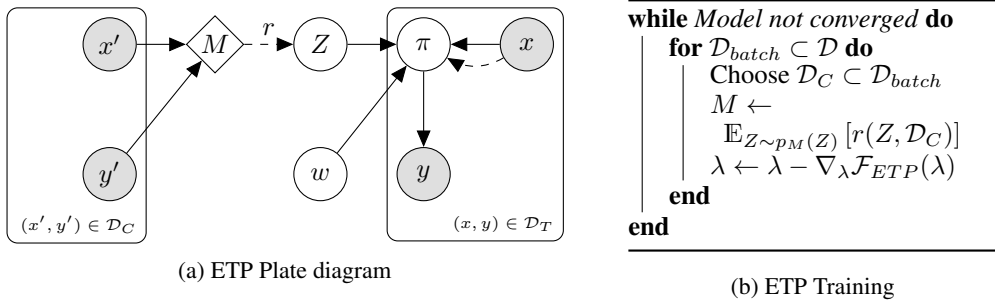 x′
M
r
Z
π
x
y′
w
y
(x′, y′) ∈ 𝒟_C
(x, y) ∈ 𝒟_T
(a) ETP Plate diagram
while Model not converged do
for 𝒟_batch ⊂ 𝒟 do
Choose 𝒟_C ⊂ 𝒟_batch
M ←
𝔼_{Z∼p_M(Z)} [r(Z, 𝒟_C)]
λ ← λ − ∇_λ ℱ_ETP(λ)
end
end
(b) ETP Training